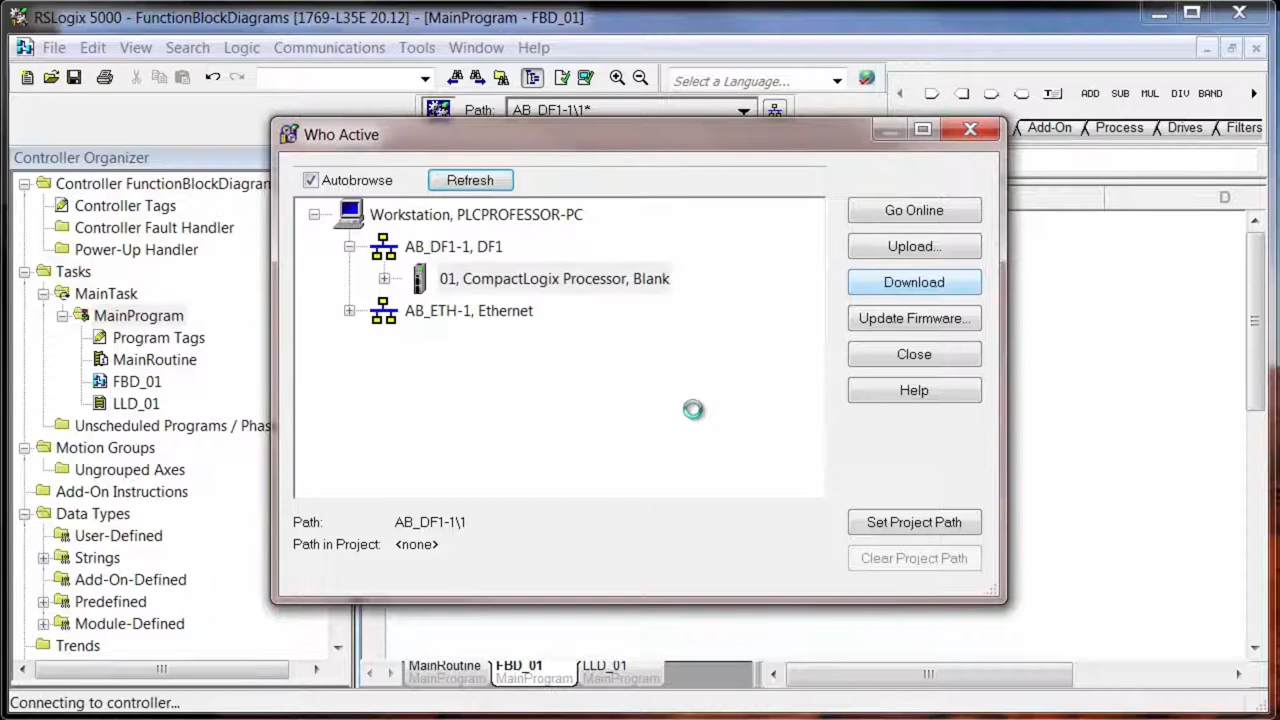 RSLogix 5000 - FunctionBlockDiagrams [1769-L35E 20.12] - [MainProgram - FBD_01]
File Edit View Search Logic Communications Tools Window Help
Select a Language...
ADD SUB MUL DIV BAND
Path: AB_DF1-1\1*
Add-On Process Drives Filters
Who Active
Controller Organizer
Controller FunctionBlockDiagran
Controller Tags
Controller Fault Handler
Power-Up Handler
Tasks
MainTask
MainProgram
Program Tags
MainRoutine
FBD_01
LLD_01
Unscheduled Programs / Phas
Motion Groups
Ungrouped Axes
Add-On Instructions
Data Types
User-Defined
Strings
Add-On-Defined
Predefined
Module-Defined
Trends
Autobrowse
Refresh
Workstation, PLCPROFESSOR-PC
AB_DF1-1, DF1
01, CompactLogix Processor, Blank
AB_ETH-1, Ethernet
Go Online
Upload...
Download
Update Firmware...
Close
Help
Path: AB_DF1-1\1
Path in Project: <none>
Set Project Path
Clear Project Path
D
MainRoutine FBD_01 LLD_01
MainProgram MainProgram MainProgram
Connecting to controller...